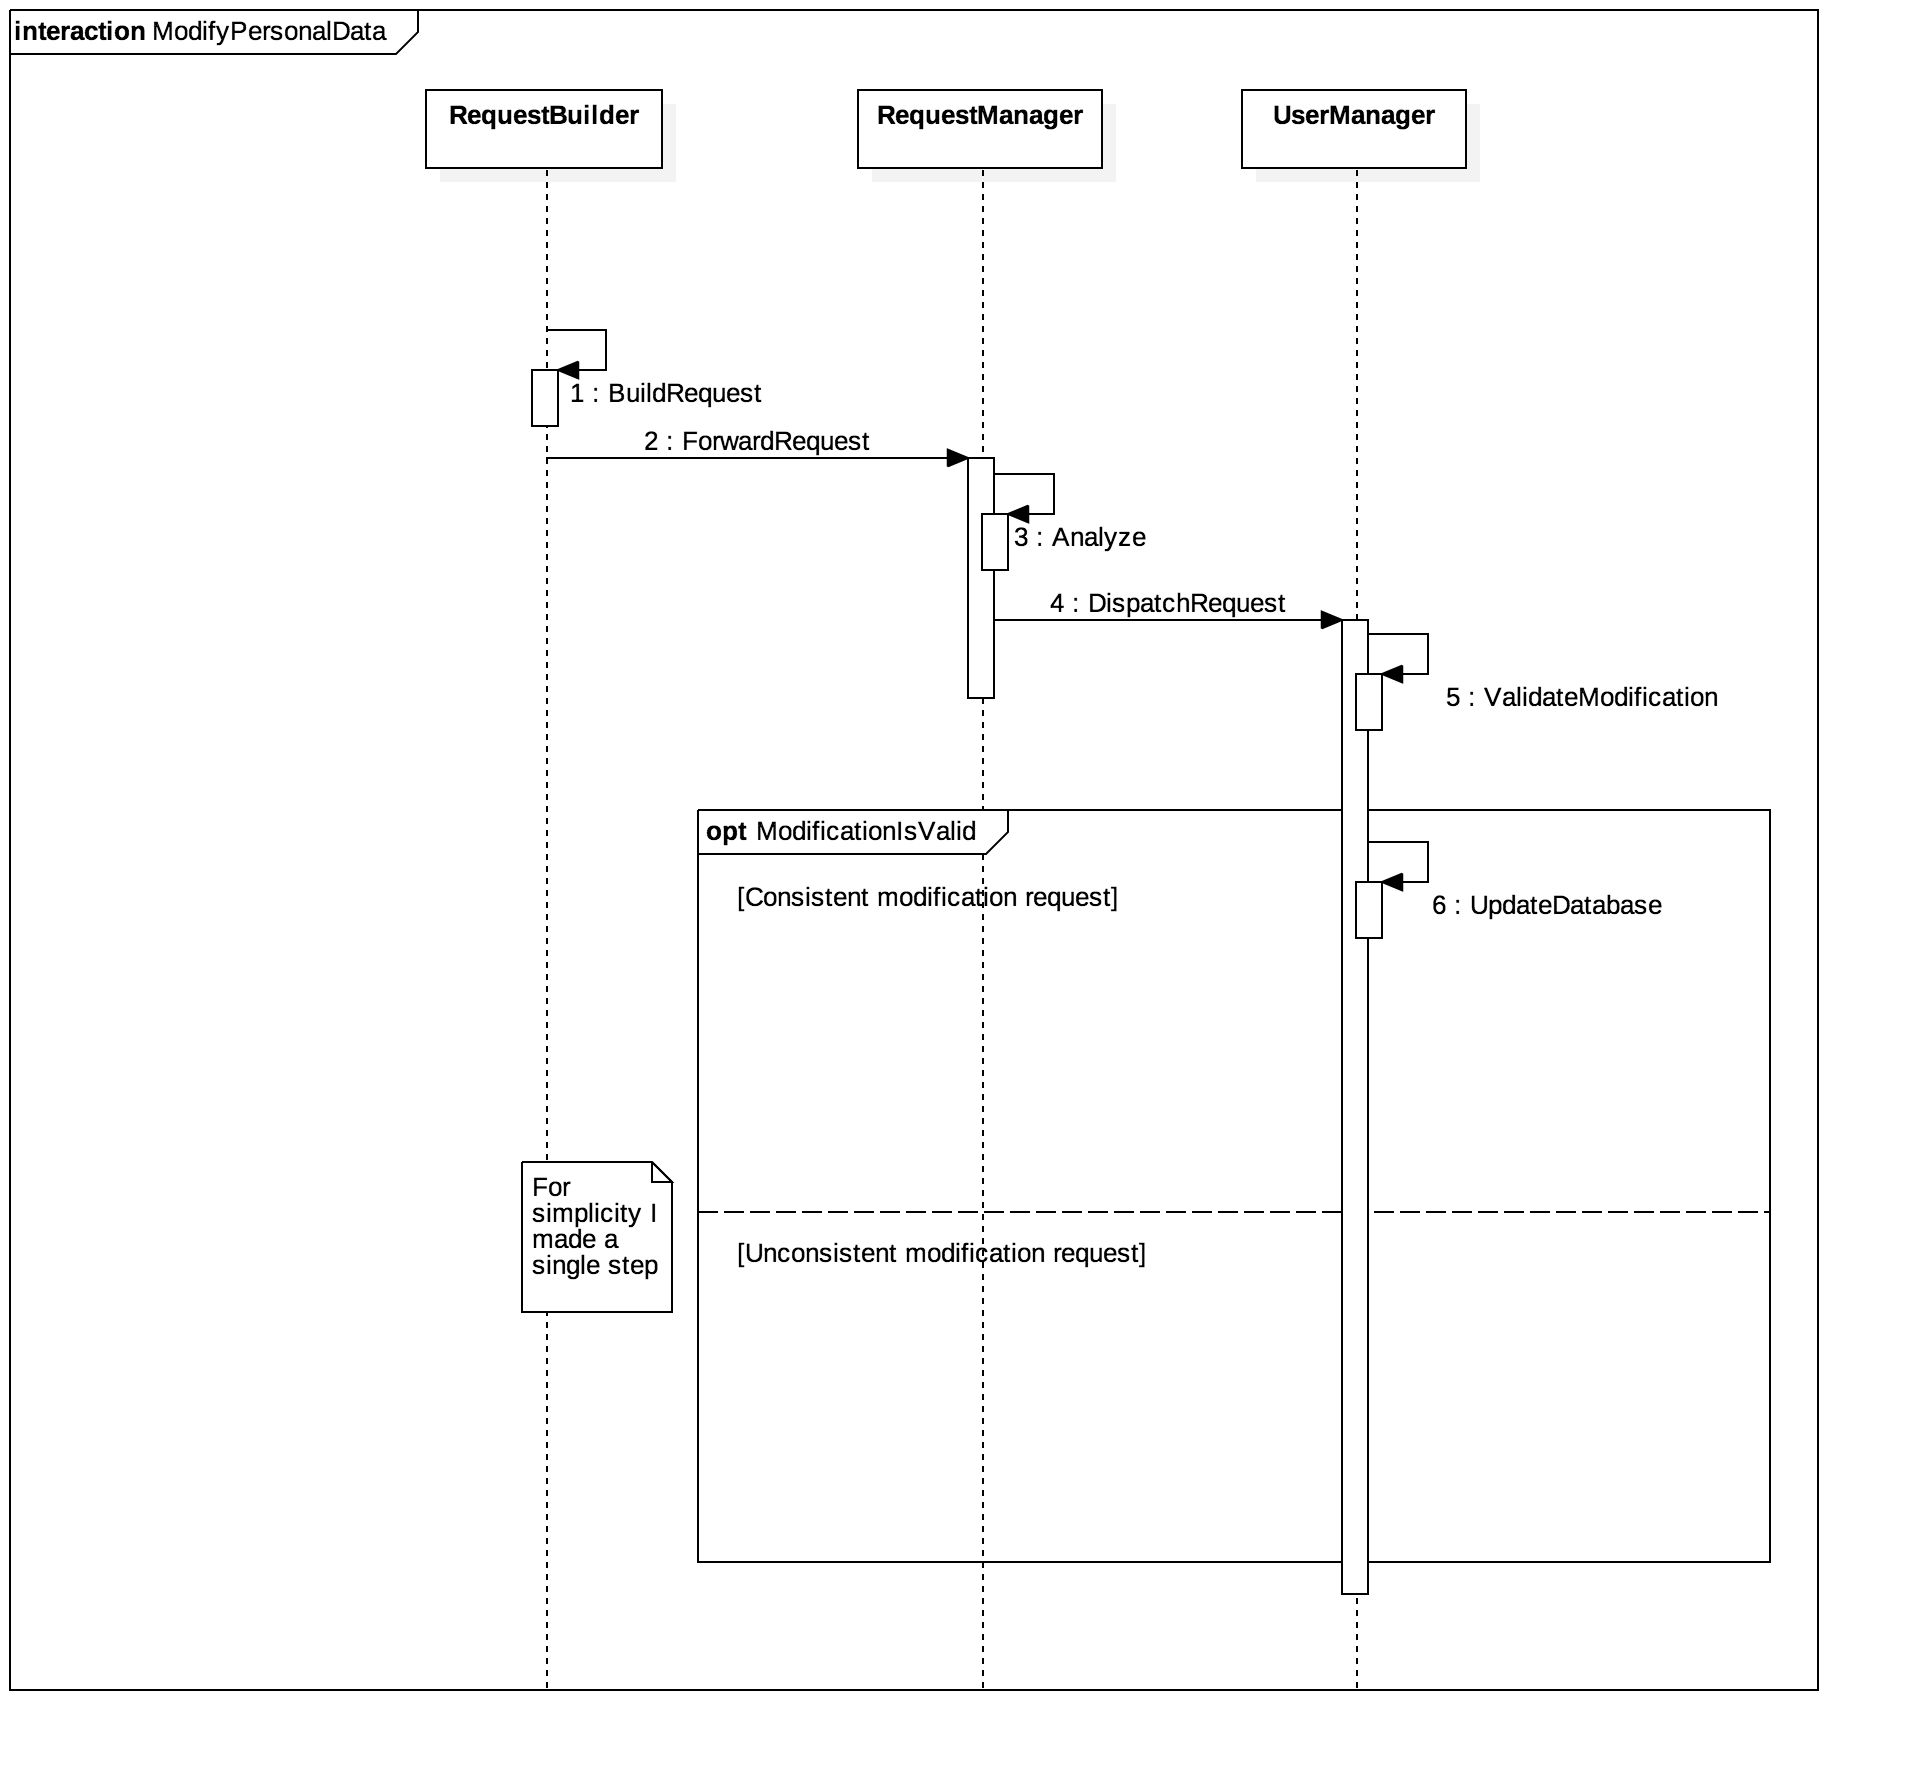 interaction ModifyPersonalData
RequestBuilder
RequestManager
UserManager
1 : BuildRequest
2 : ForwardRequest
3 : Analyze
4 : DispatchRequest
5 : ValidateModification
opt ModificationIsValid
[Consistent modification request]
6 : UpdateDatabase
For
simplicity I
made a
single step
[Unconsistent modification request]